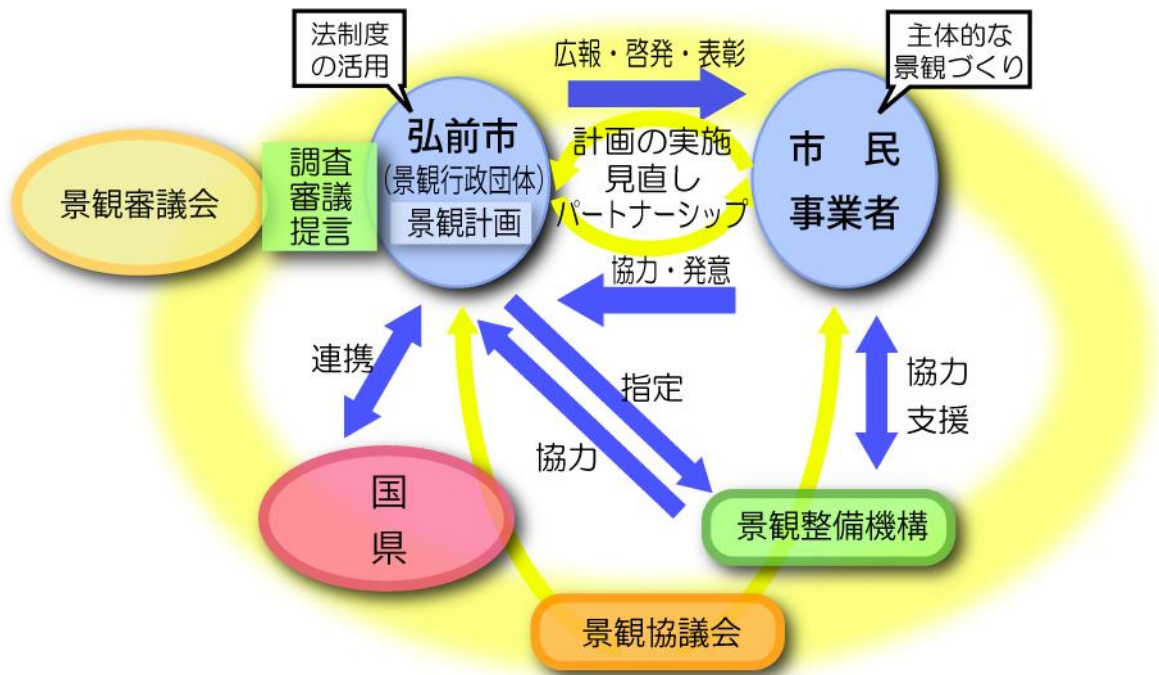 法制度
の活用
広報・啓発・表彰
主体的な
景観づくり
弘前市
(景観行政団体)
景観計画
計画の実施
見直し
パートナーシップ
市　民
事業者
景観審議会
調査
審議
提言
協力・発意
連携
指定
協力
協力
支援
国
県
景観整備機構
景観協議会